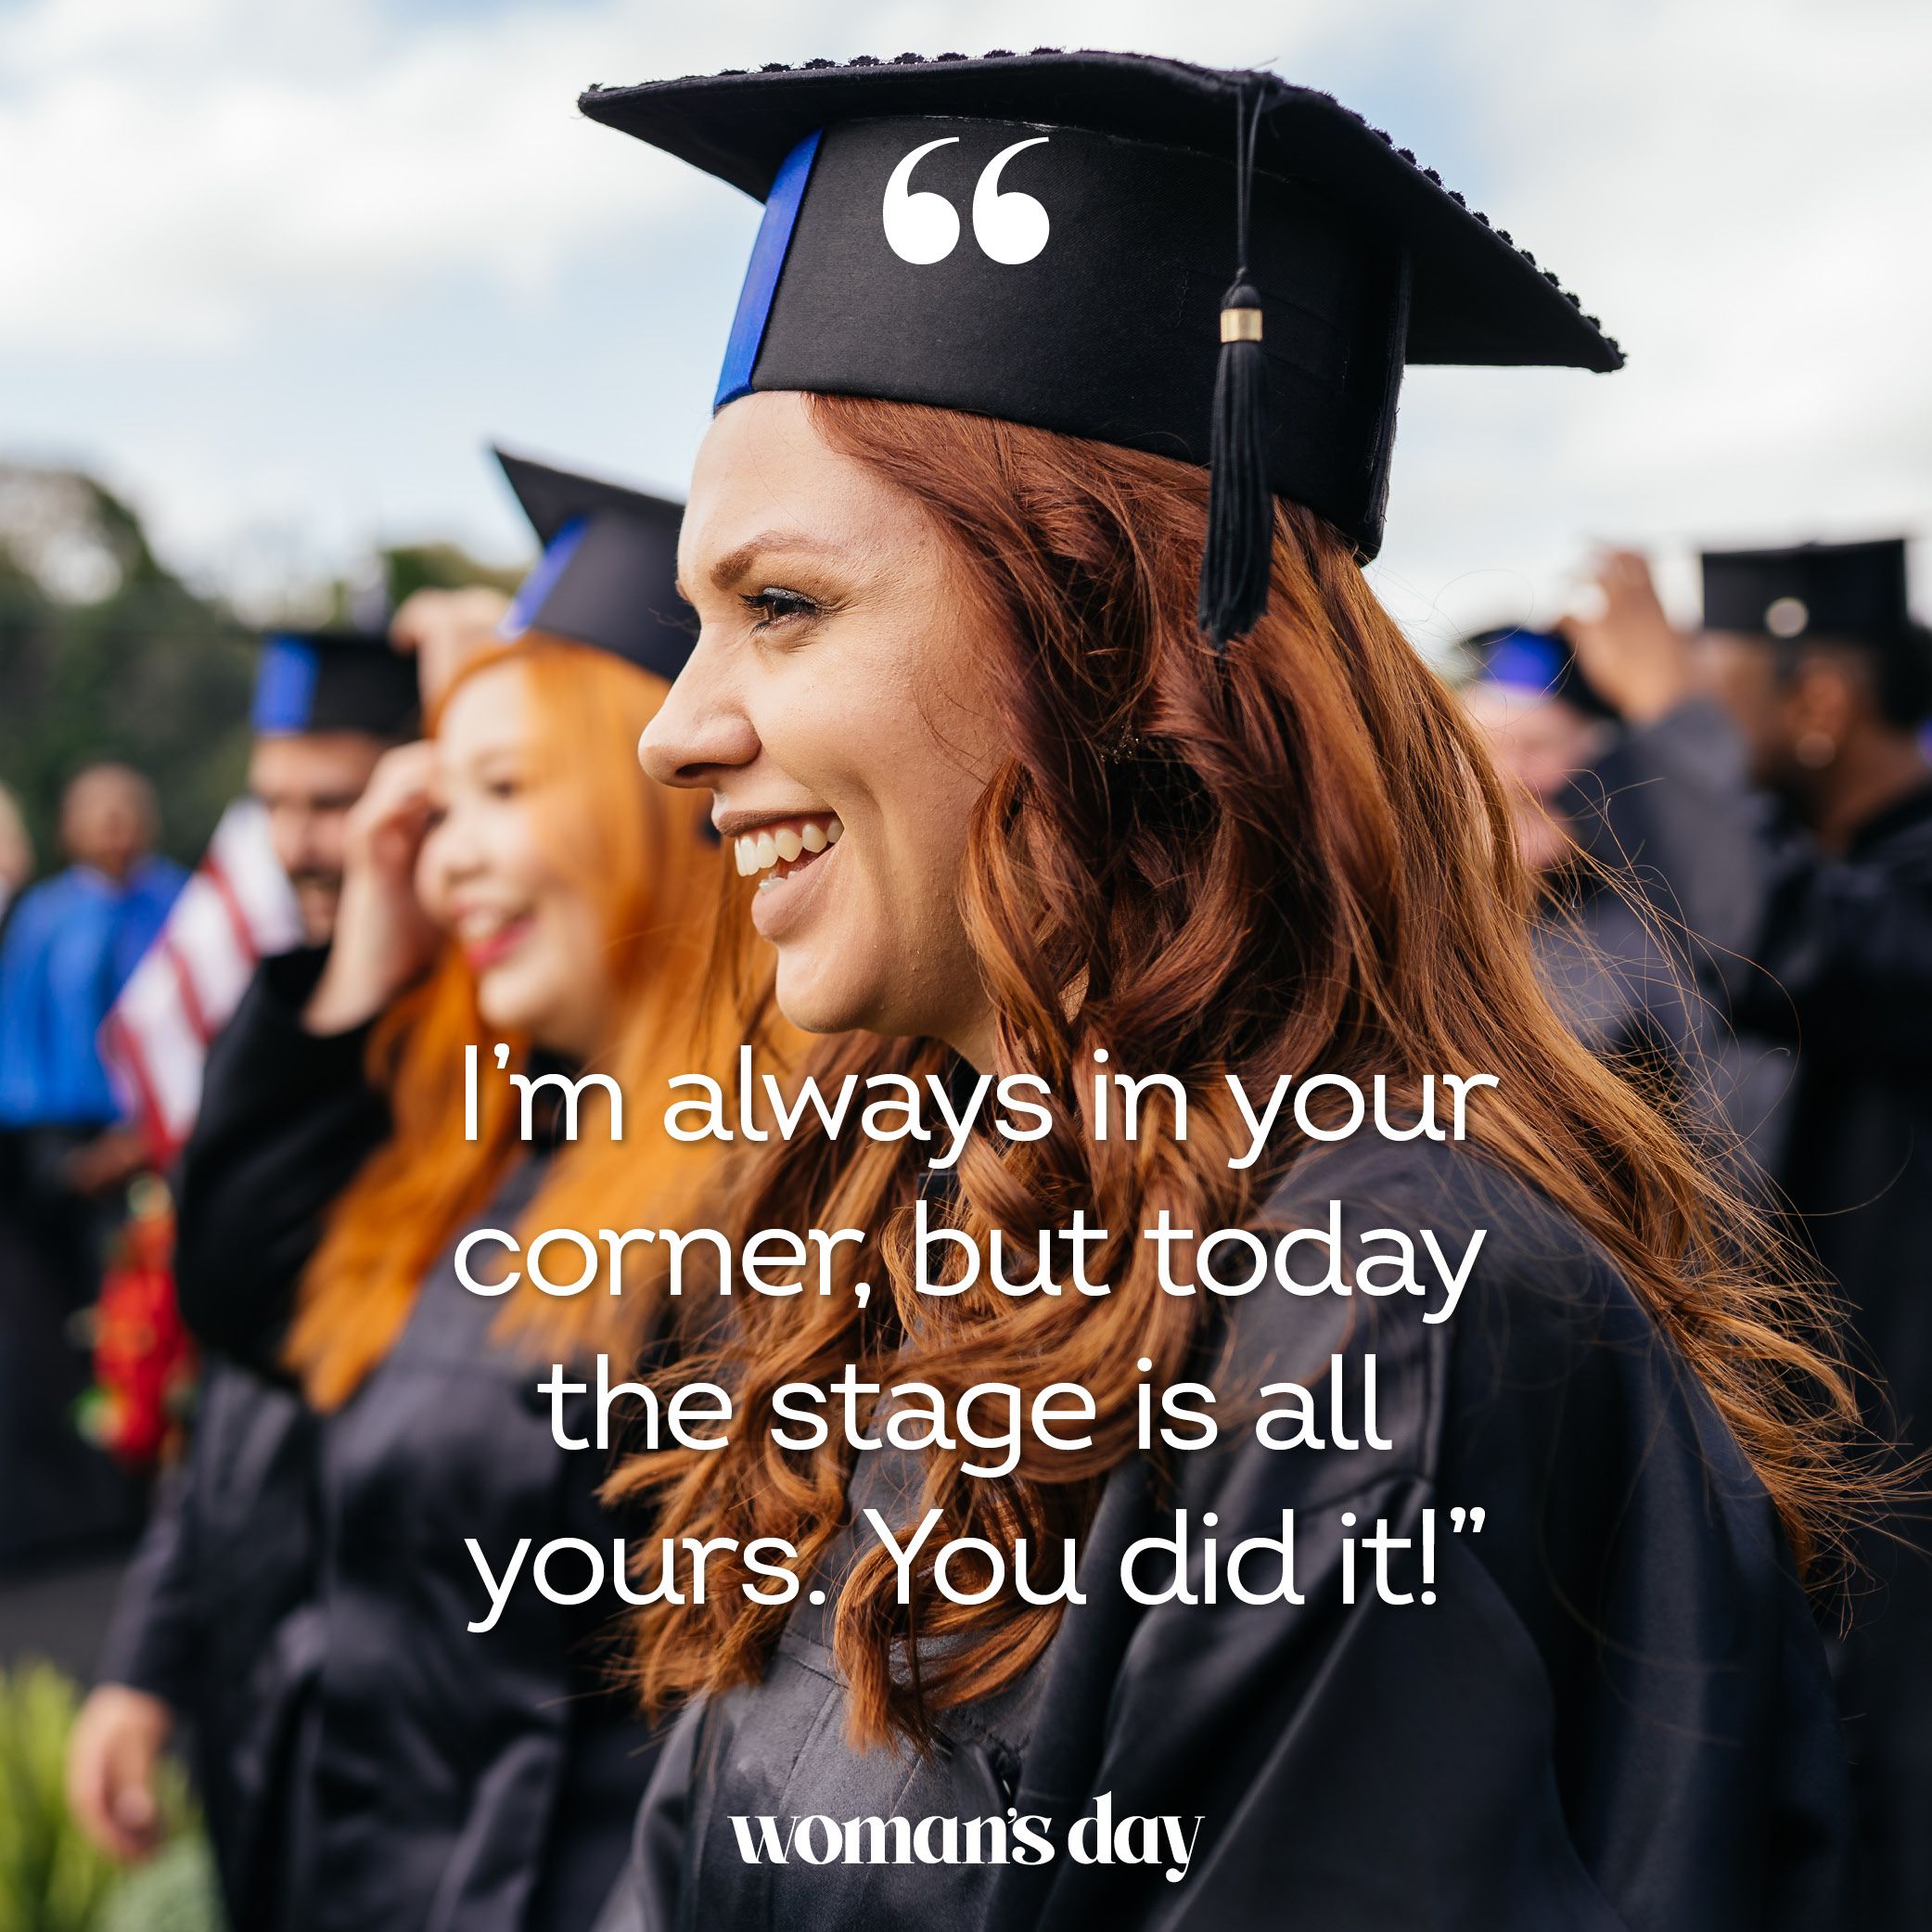 “
I’m always in your
corner, but today
the stage is all
yours. You did it!”
woman’s day